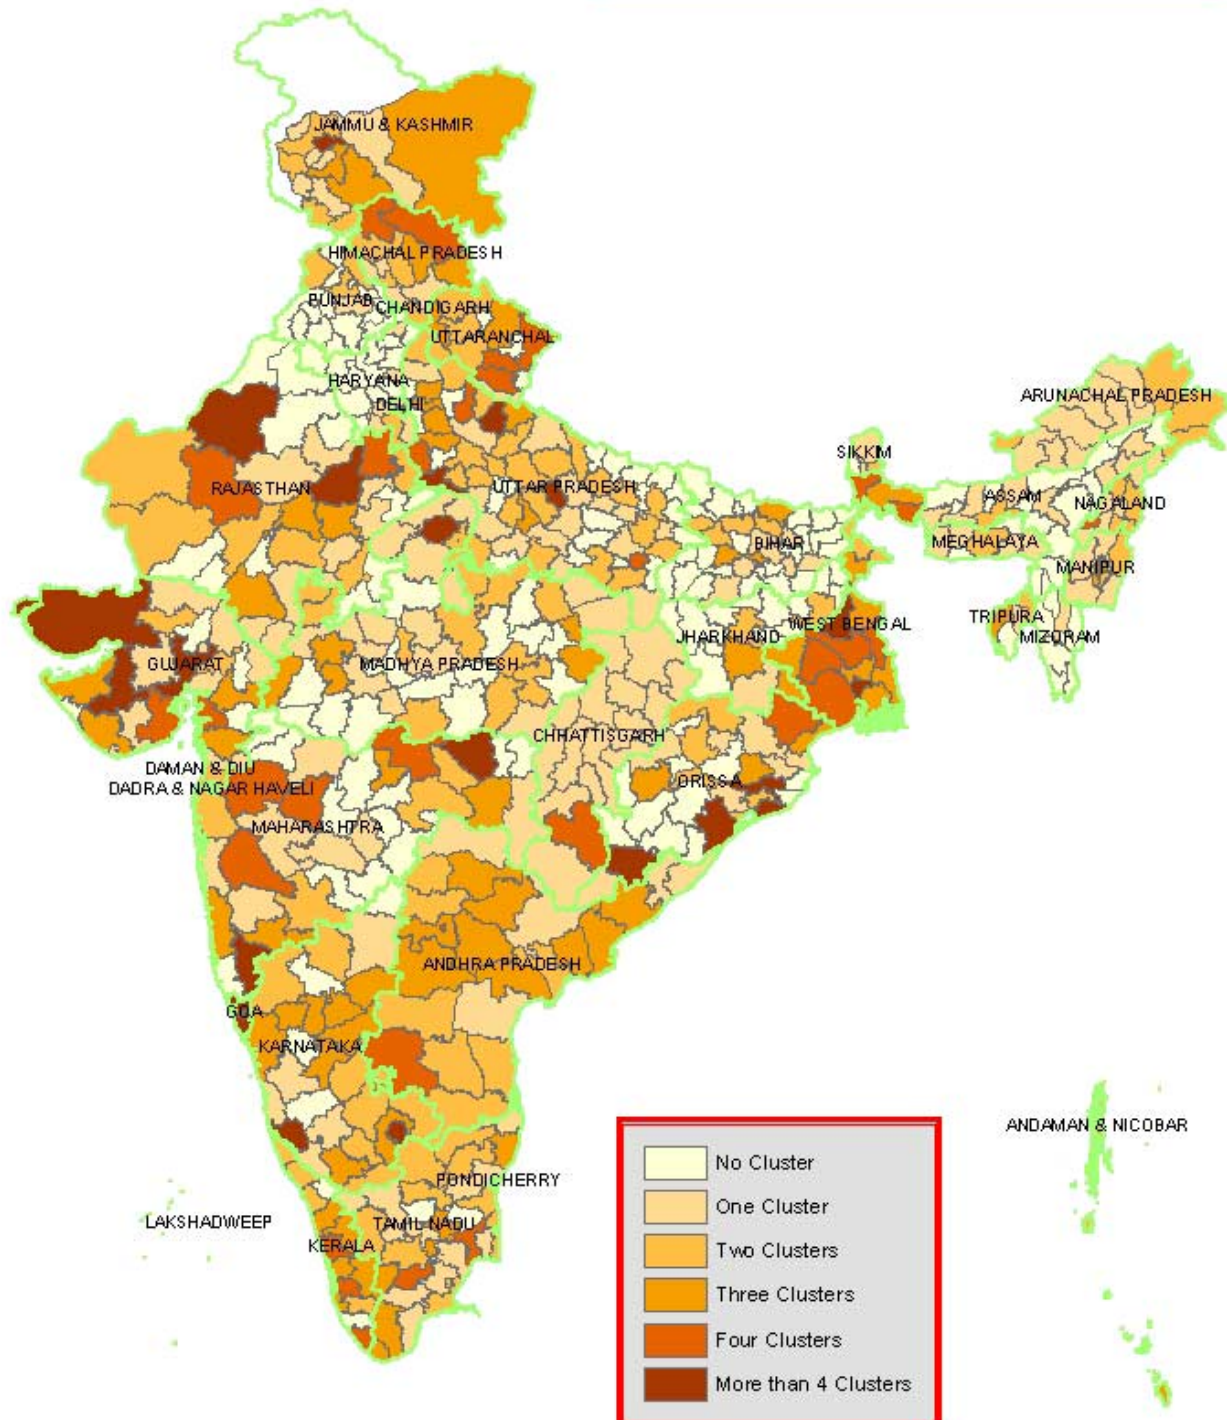 JAMMU & KASHMIR
HIMACHAL PRADESH
PUNJAB
CHANDIGARH
UTTARANCHAL
HARYANA
DELHI
ARUNACHAL PRADESH
SIKKIM
RAJASTHAN
UTTAR PRADESH
ASSAM
NAGALAND
BIHAR
MEGHALAYA
MANIPUR
TRIPURA
MIZORAM
WEST BENGAL
JHARKHAND
GUJARAT
MADHYA PRADESH
CHHATTISGARH
DAMAN & DIU
DADRA & NAGAR HAVELI
ORISSA
MAHARASHTRA
ANDHRA PRADESH
GOA
KARNATAKA
ANDAMAN & NICOBAR
PONDICHERRY
LAKSHADWEEP
TAMIL NADU
KERALA
No Cluster
One Cluster
Two Clusters
Three Clusters
Four Clusters
More than 4 Clusters